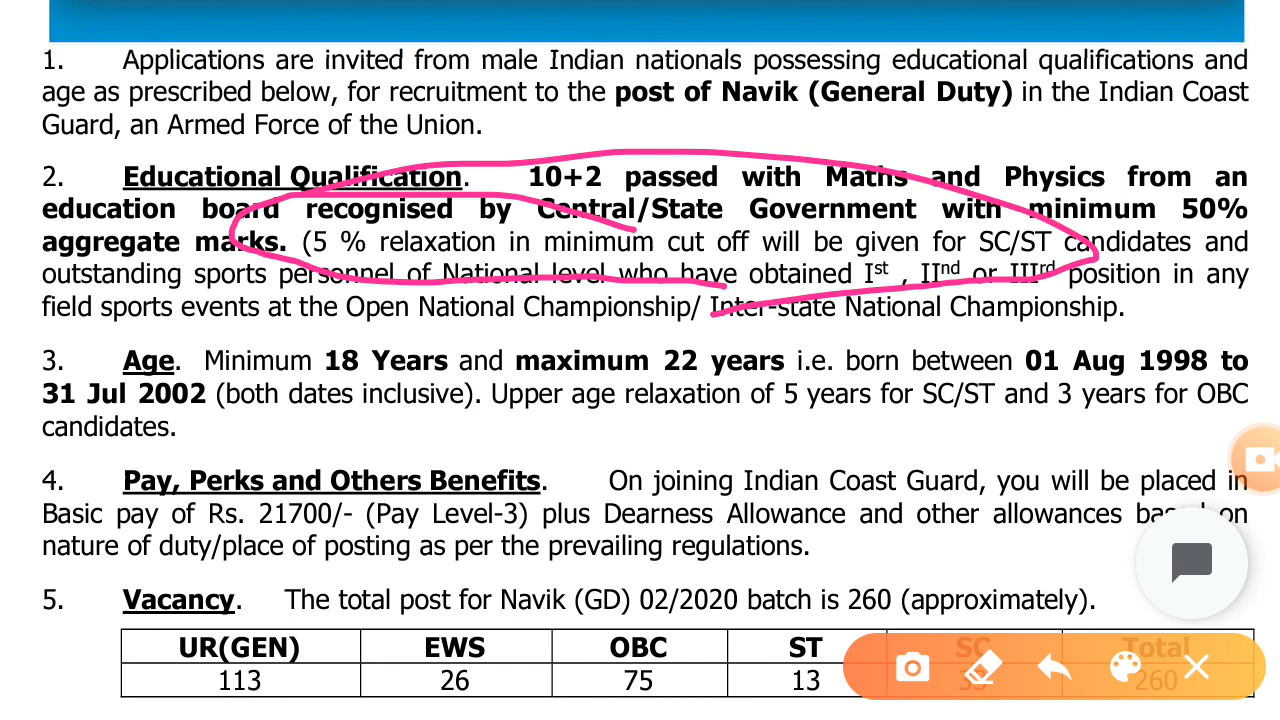 1. Applications are invited from male Indian nationals possessing educational qualifications and
age as prescribed below, for recruitment to the post of Navik (General Duty) in the Indian Coast
Guard, an Armed Force of the Union.
2. Educational Qualification. 10+2 passed with Maths and Physics from an
education board recognised by Central/State Government with minimum 50%
aggregate marks. (5 % relaxation in minimum cut off will be given for SC/ST candidates and
outstanding sports personnel of National level who have obtained Ist , IInd or IIIrd position in any
field sports events at the Open National Championship/ Inter-state National Championship.
3. Age. Minimum 18 Years and maximum 22 years i.e. born between 01 Aug 1998 to
31 Jul 2002 (both dates inclusive). Upper age relaxation of 5 years for SC/ST and 3 years for OBC
candidates.
4. Pay, Perks and Others Benefits. On joining Indian Coast Guard, you will be placed in
Basic pay of Rs. 21700/- (Pay Level-3) plus Dearness Allowance and other allowances based on
nature of duty/place of posting as per the prevailing regulations.
5. Vacancy. The total post for Navik (GD) 02/2020 batch is 260 (approximately).
UR(GEN) EWS OBC ST SC Total
113 26 75 13 260